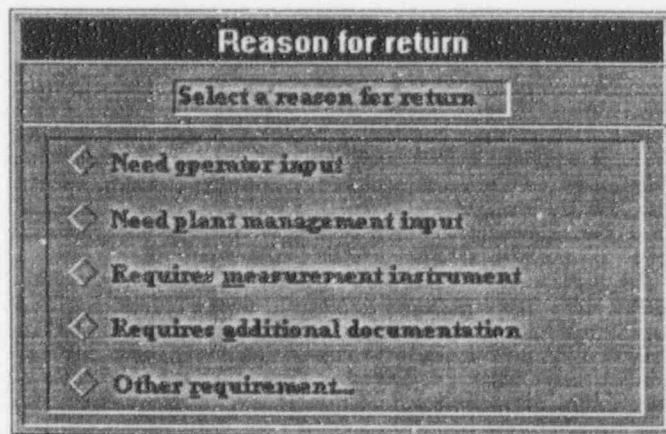 Reason for return
Select a reason for return
Need operator input
Need plant management input
Requires measurement instrument
Requires additional documentation
Other requirement...